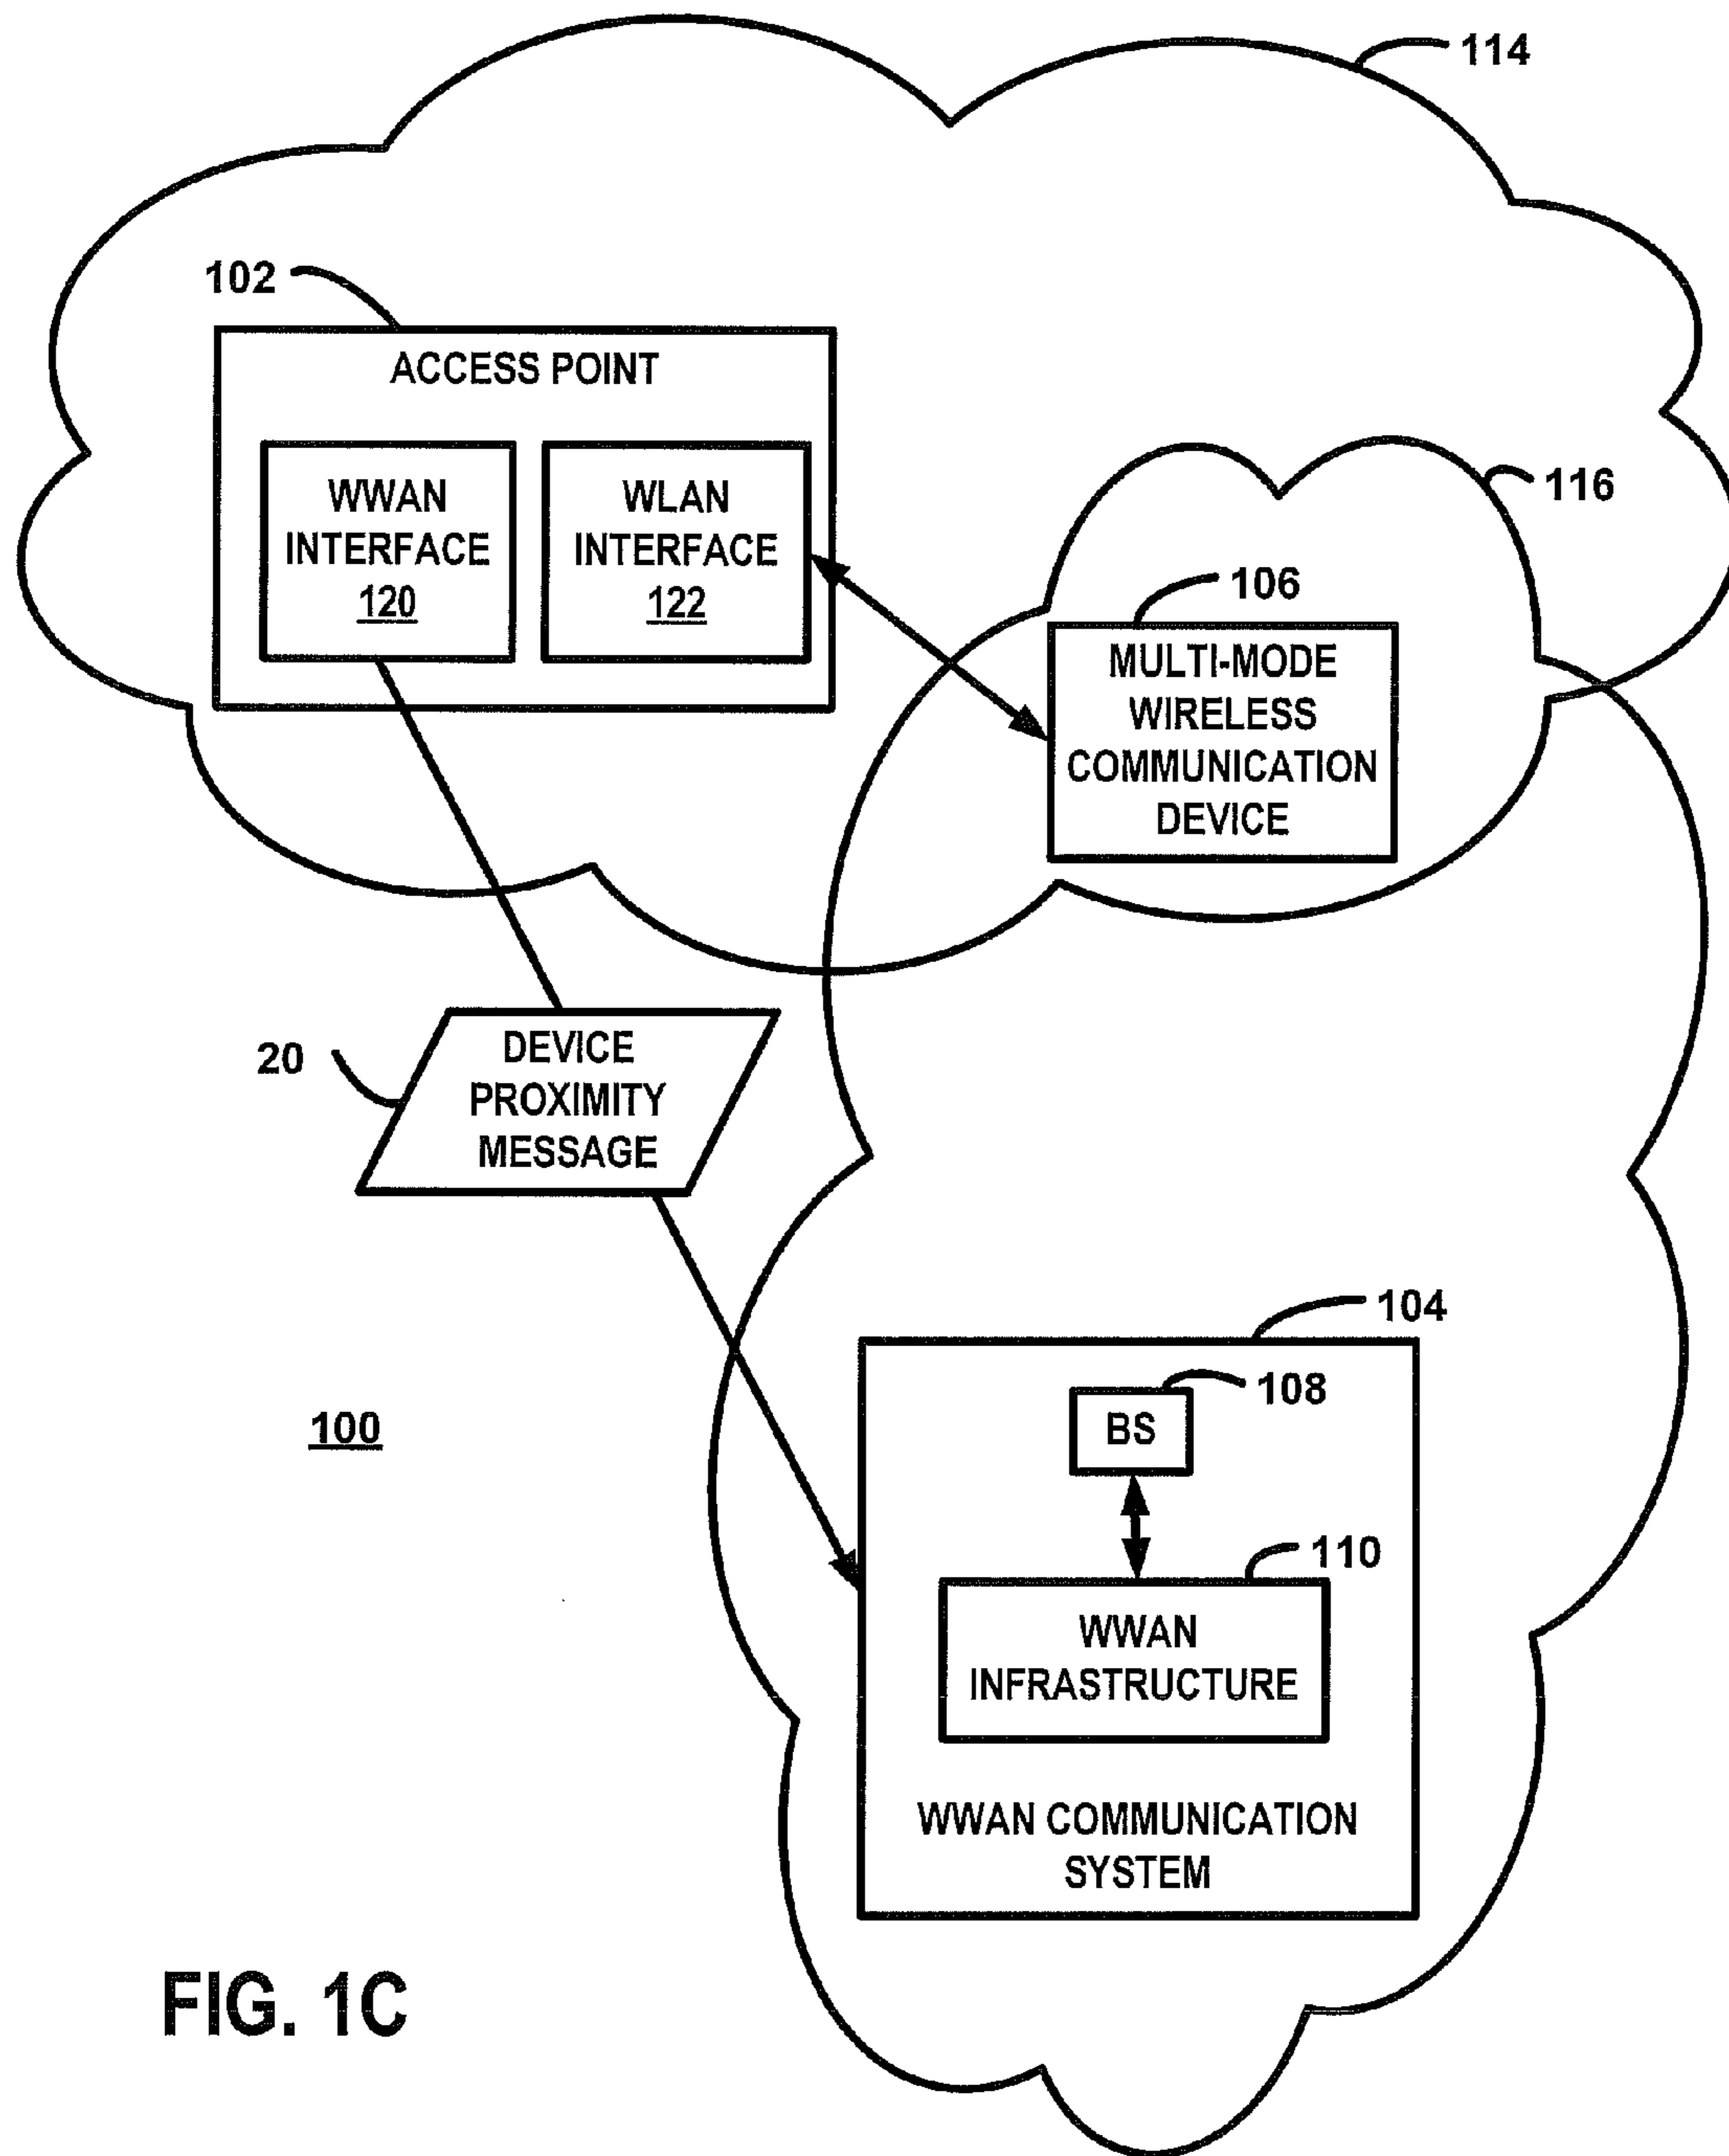 114
102
ACCESS POINT
WWAN
INTERFACE
120
WLAN
INTERFACE
122
116
106
MULTI-MODE
WIRELESS
COMMUNICATION
DEVICE
20
DEVICE
PROXIMITY
MESSAGE
104
108
BS
100
110
WWAN
INFRASTRUCTURE
WWAN COMMUNICATION
SYSTEM
FIG. 1C